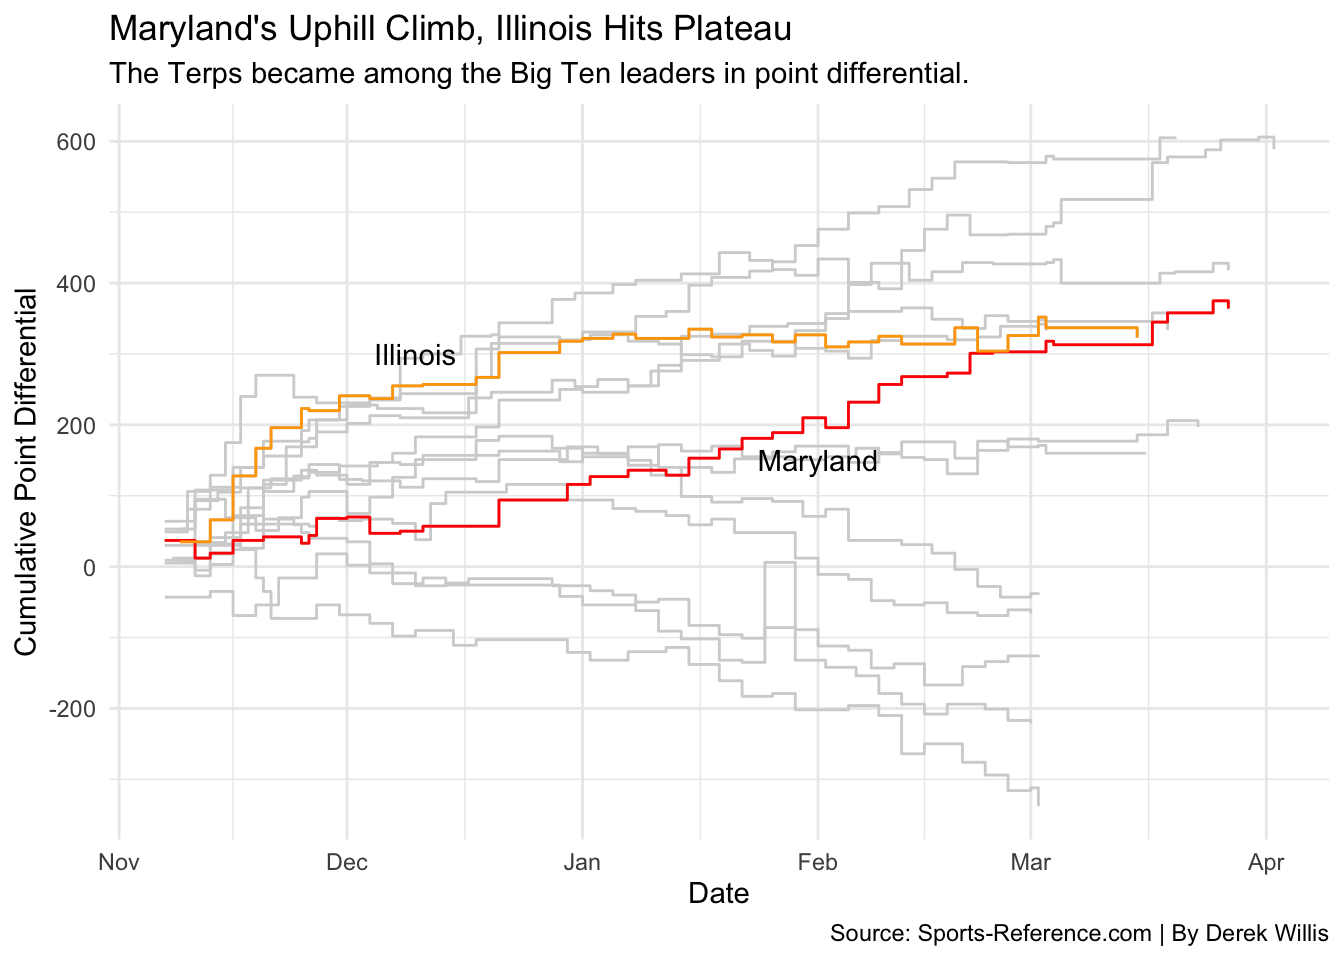 Maryland's Uphill Climb, Illinois Hits Plateau
The Terps became among the Big Ten leaders in point differential.
Cumulative Point Differential
600
400
200
0
-200
Illinois
Maryland
Nov Dec Jan Feb Mar Apr
Date
Source: Sports-Reference.com | By Derek Willis